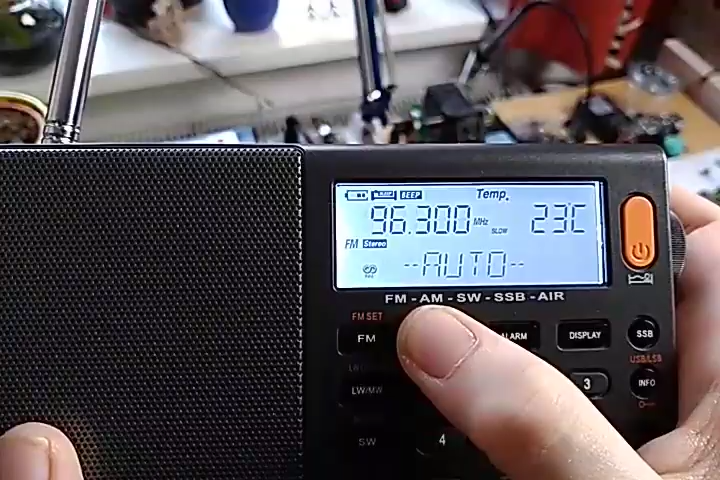 BEEP Temp.
96.300 MHz SLOW 23C
FM Stereo
--AUTO--
FM - AM - SW - SSB - AIR
FM SET
FM ALARM DISPLAY SSB
USB/LSB
LW/MW 3 INFO
SW 4